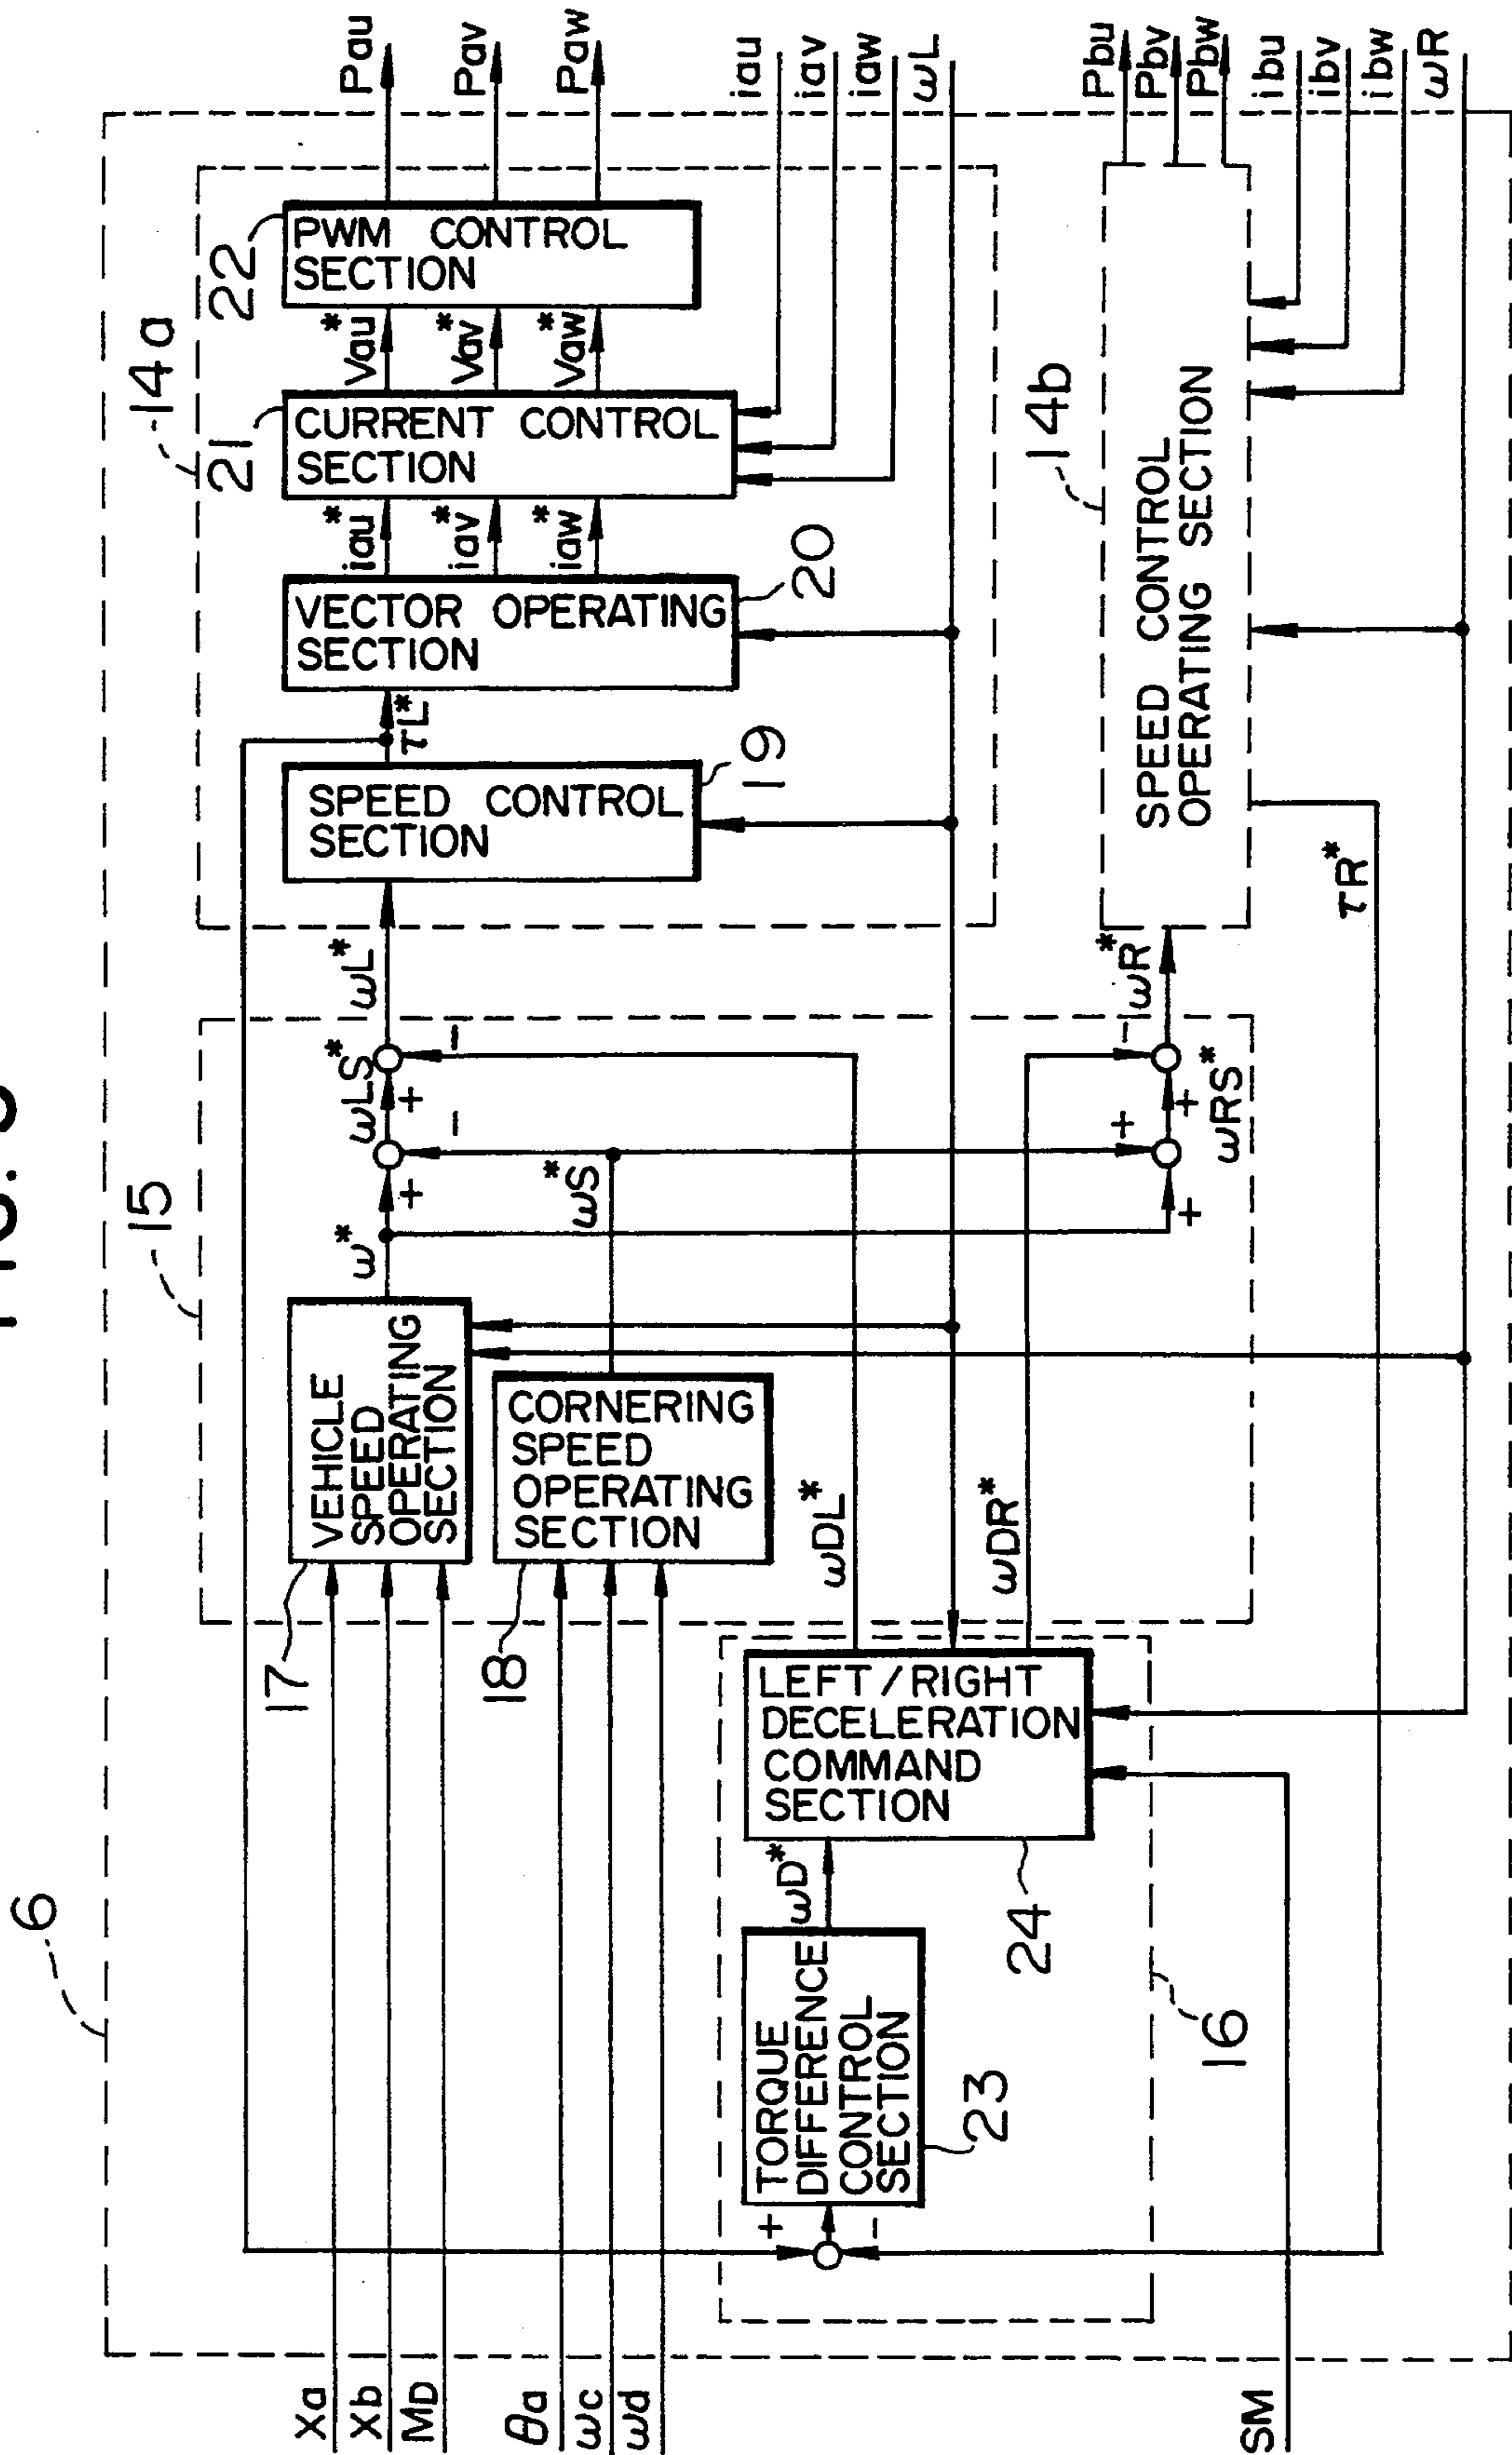 6
15
14a
22
21
PWM CONTROL
SECTION
CURRENT CONTROL
SECTION
VECTOR OPERATING
SECTION
20
SPEED CONTROL
SECTION
19
VEHICLE
SPEED
OPERATING
SECTION
17
CORNERING
SPEED
OPERATING
SECTION
18
LEFT/RIGHT
DECELERATION
COMMAND
SECTION
24
TORQUE
DIFFERENCE
CONTROL
SECTION
23
16
14b
SPEED CONTROL
OPERATING SECTION
Xa
Xb
MD
θa
ωc
ωd
SM
ω*
+
-
ωLS*
+
-
ωL*
ωS*
+
+
ωRS*
+
-
ωR*
ωDL*
ωDR*
ωD*
+
-
τL*
τR*
iau*
iav*
iaw*
Vau*
Vav*
Vaw*
Pau
Pav
Paw
iau
iav
iaw
ωL
Pbu
Pbv
Pbw
ibu
ibv
ibw
ωR